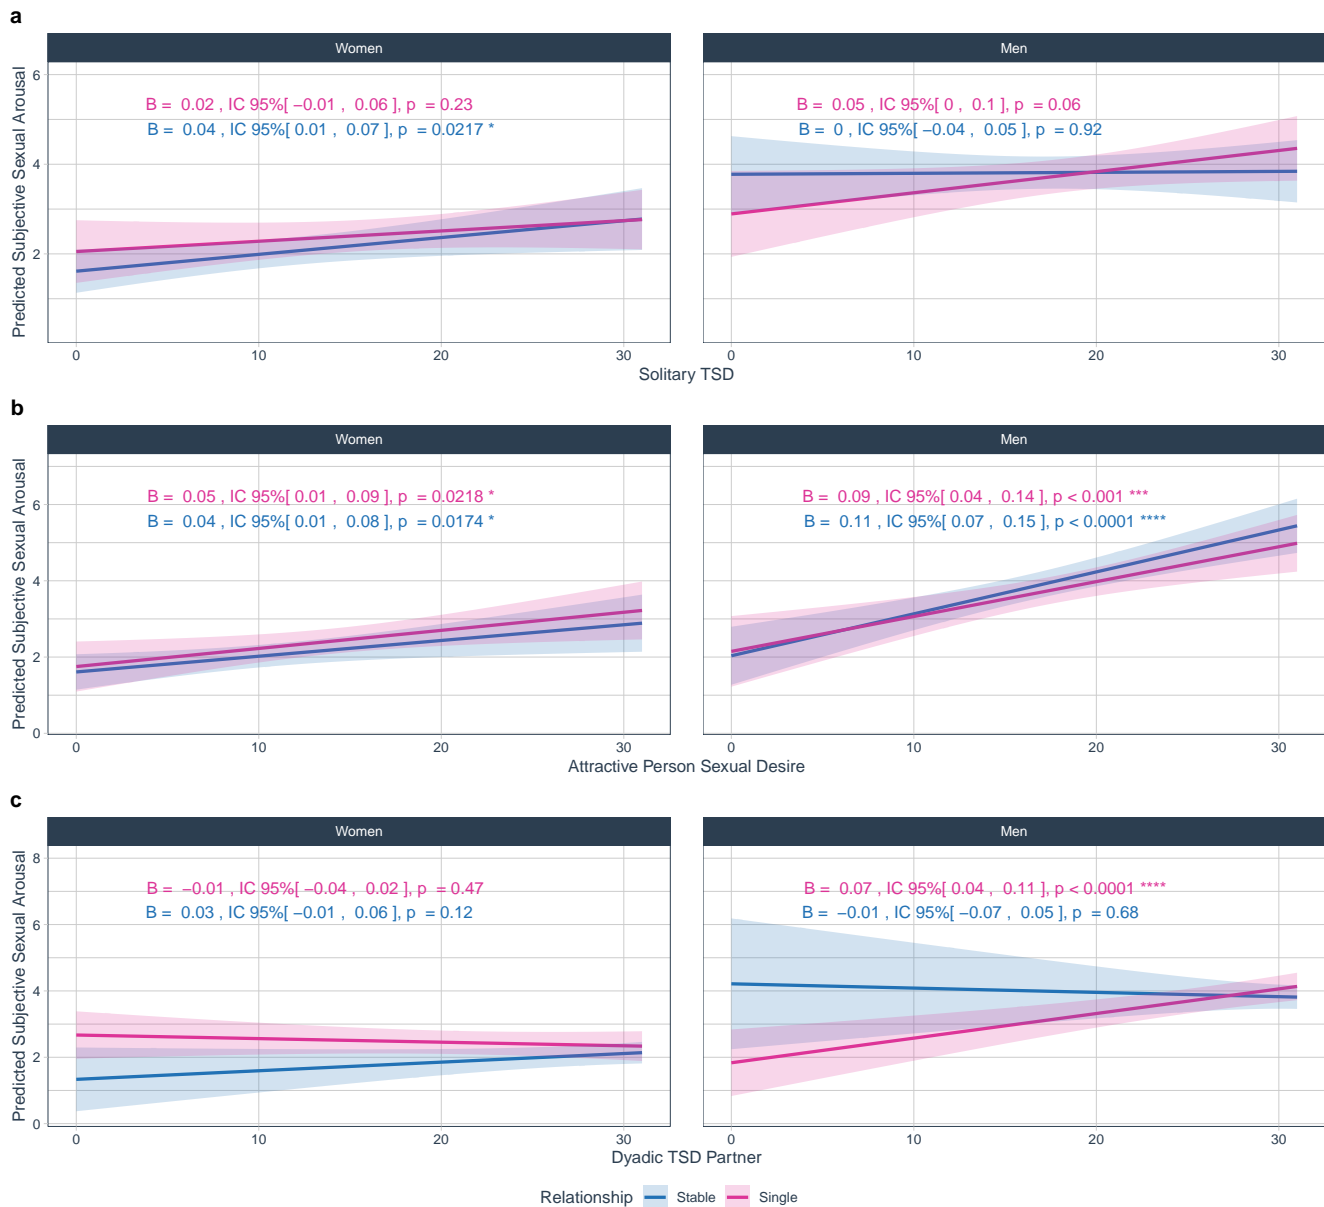 a
Women
Men
Predicted Subjective Sexual Arousal
6
4
2
B = 0.02 , IC 95%[ −0.01 , 0.06 ], p = 0.23
B = 0.04 , IC 95%[ 0.01 , 0.07 ], p = 0.0217 *
B = 0.05 , IC 95%[ 0 , 0.1 ], p = 0.06
B = 0 , IC 95%[ −0.04 , 0.05 ], p = 0.92
0 10 20 30
0 10 20 30
Solitary TSD
b
Women
Men
Predicted Subjective Sexual Arousal
6
4
2
0
B = 0.05 , IC 95%[ 0.01 , 0.09 ], p = 0.0218 *
B = 0.04 , IC 95%[ 0.01 , 0.08 ], p = 0.0174 *
B = 0.09 , IC 95%[ 0.04 , 0.14 ], p < 0.001 ***
B = 0.11 , IC 95%[ 0.07 , 0.15 ], p < 0.0001 ****
0 10 20 30
0 10 20 30
Attractive Person Sexual Desire
c
Women
Men
Predicted Subjective Sexual Arousal
8
6
4
2
0
B = −0.01 , IC 95%[ −0.04 , 0.02 ], p = 0.47
B = 0.03 , IC 95%[ −0.01 , 0.06 ], p = 0.12
B = 0.07 , IC 95%[ 0.04 , 0.11 ], p < 0.0001 ****
B = −0.01 , IC 95%[ −0.07 , 0.05 ], p = 0.68
0 10 20 30
0 10 20 30
Dyadic TSD Partner
Relationship Stable Single